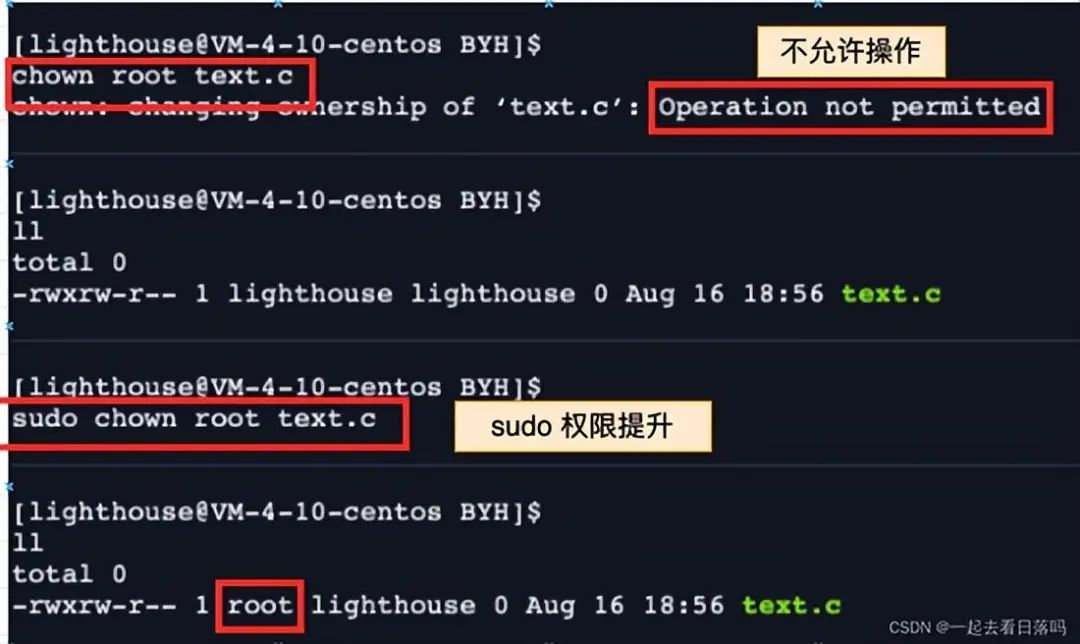 [lighthouse@VM-4-10-centos BYH]$
不允许操作
chown root text.c
chown: changing ownership of ‘text.c’: Operation not permitted
[lighthouse@VM-4-10-centos BYH]$
ll
total 0
-rwxrw-r-- 1 lighthouse lighthouse 0 Aug 16 18:56 text.c
[lighthouse@VM-4-10-centos BYH]$
sudo chown root text.c
sudo 权限提升
[lighthouse@VM-4-10-centos BYH]$
ll
total 0
-rwxrw-r-- 1 root lighthouse 0 Aug 16 18:56 text.c
CSDN @一起去看日落吗